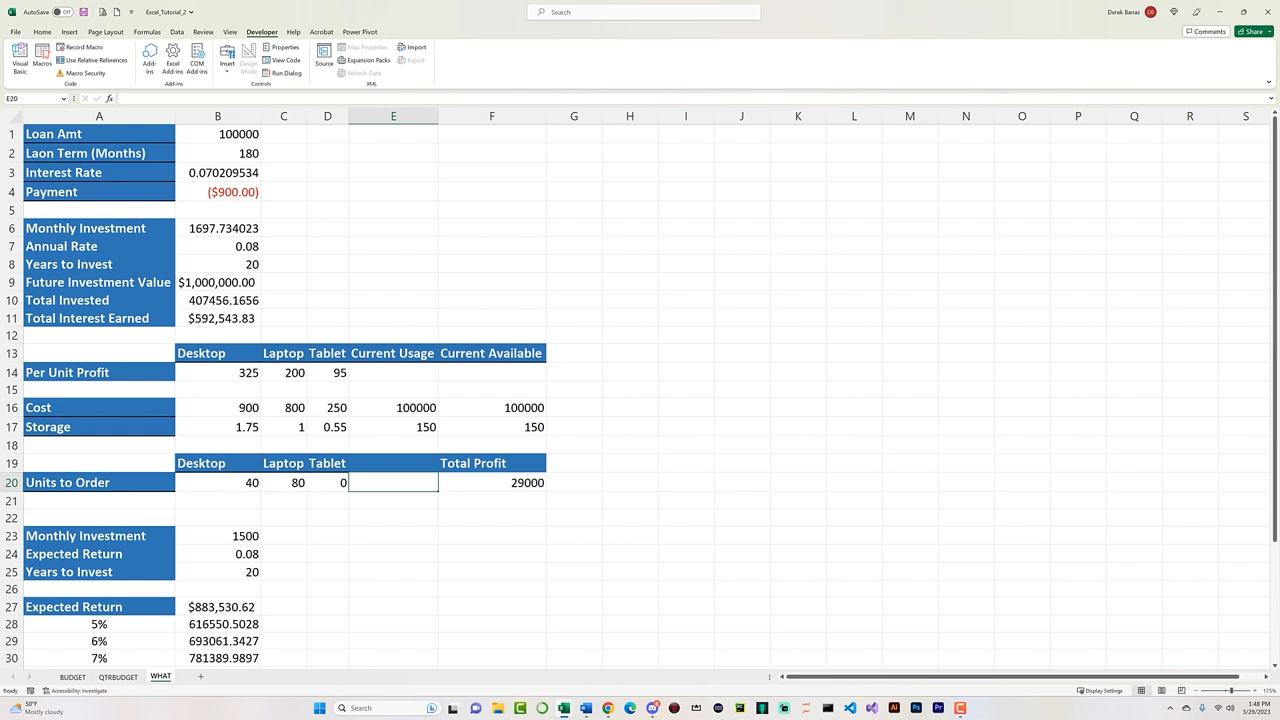 AutoSave Off Excel_Tutorial_2 Search Derek Banas DB
File Home Insert Page Layout Formulas Data Review View Developer Help Acrobat Power Pivot Comments Share
Visual Basic Macros Record Macro Use Relative References Macro Security Add-ins Excel Add-ins COM Add-ins Insert Design Mode Properties View Code Run Dialog Source Map Properties Expansion Packs Refresh Data Import Export
Code Add-ins Controls XML
E20 fx
A B C D E F G H I J K L M N O P Q R S
1 Loan Amt 100000
2 Laon Term (Months) 180
3 Interest Rate 0.070209534
4 Payment ($900.00)
5
6 Monthly Investment 1697.734023
7 Annual Rate 0.08
8 Years to Invest 20
9 Future Investment Value $1,000,000.00
10 Total Invested 407456.1656
11 Total Interest Earned $592,543.83
12
13 Desktop Laptop Tablet Current Usage Current Available
14 Per Unit Profit 325 200 95
15
16 Cost 900 800 250 100000 100000
17 Storage 1.75 1 0.55 150 150
18
19 Desktop Laptop Tablet Total Profit
20 Units to Order 40 80 0 29000
21
22
23 Monthly Investment 1500
24 Expected Return 0.08
25 Years to Invest 20
26
27 Expected Return $883,530.62
28 5% 616550.5028
29 6% 693061.3427
30 7% 781389.9897
BUDGET QTRBUDGET WHAT
Ready Accessibility: Investigate Display Settings 175%
50°F
Mostly cloudy
Search
1:48 PM
3/29/2023